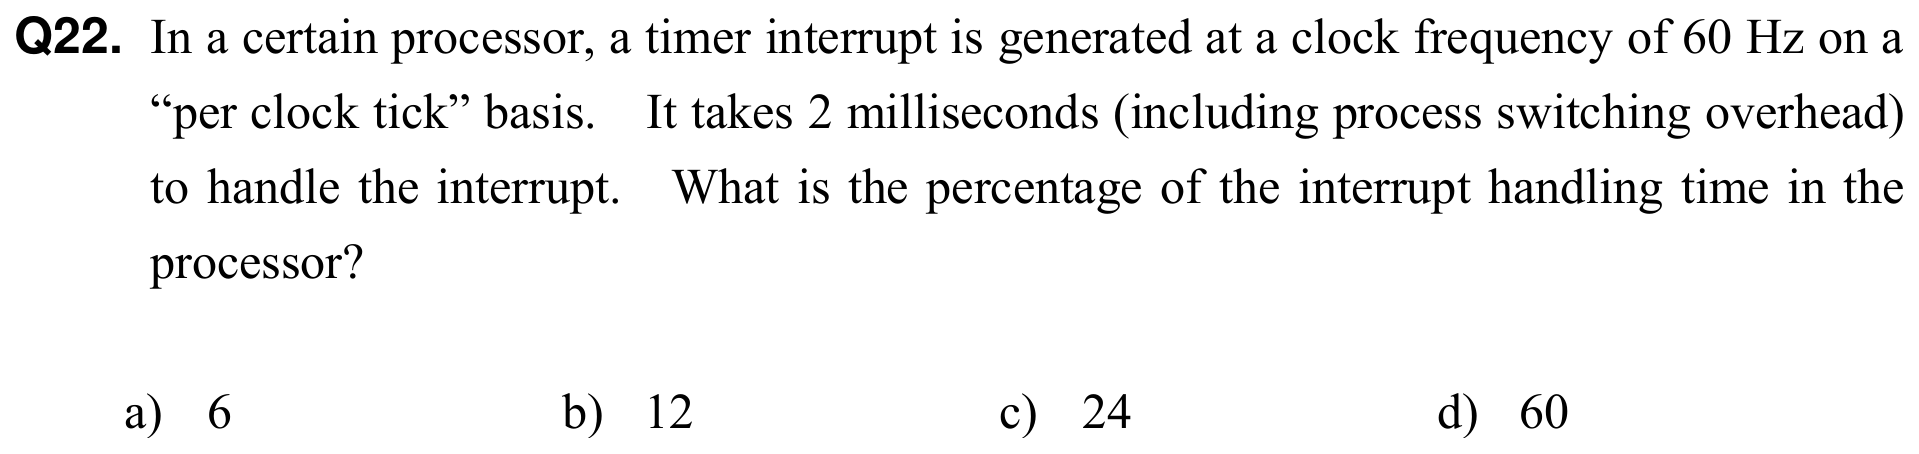 Q22. In a certain processor, a timer interrupt is generated at a clock frequency of 60 Hz on a
“per clock tick” basis. It takes 2 milliseconds (including process switching overhead)
to handle the interrupt. What is the percentage of the interrupt handling time in the
processor?
a) 6 b) 12 c) 24 d) 60